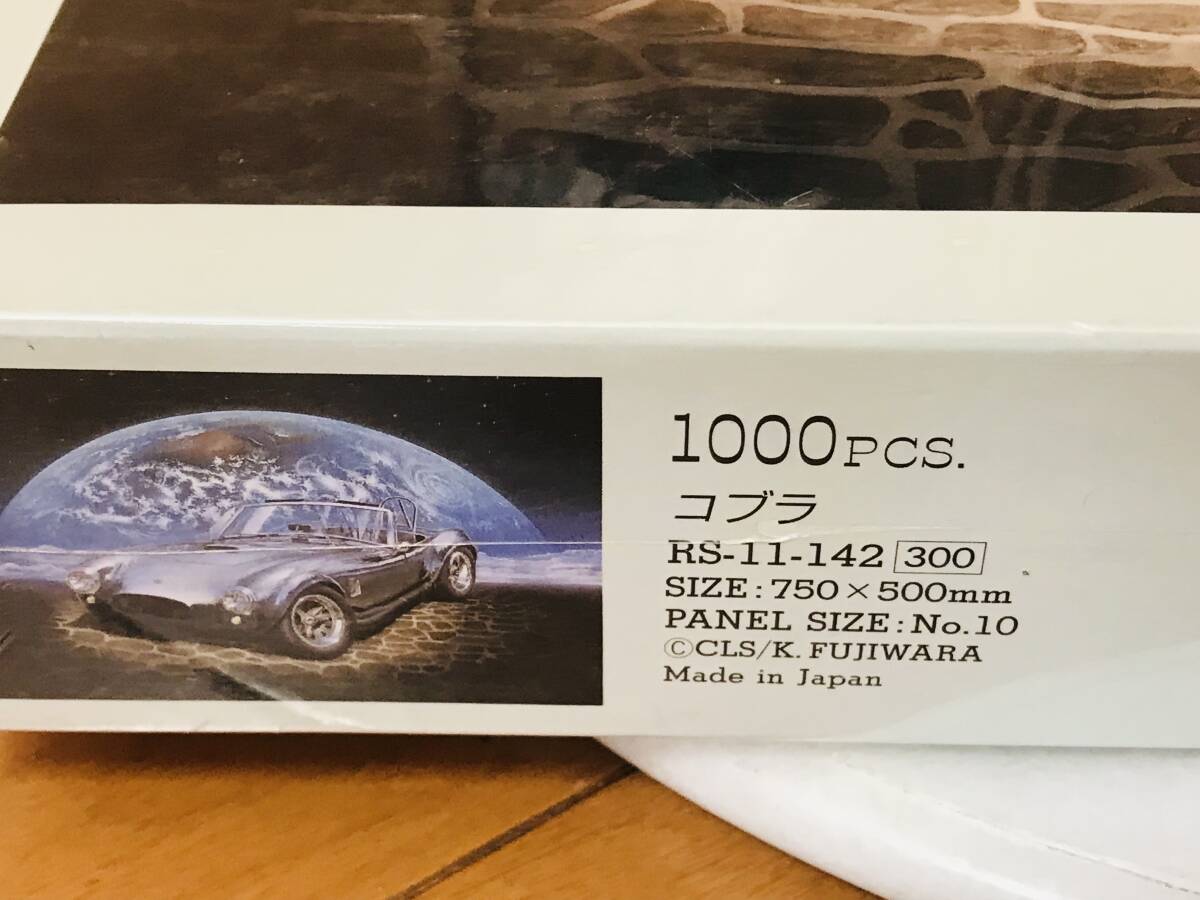 1000PCS.
コブラ
RS-11-142 300
SIZE:750×500mm
PANEL SIZE:No.10
©CLS/K. FUJIWARA
Made in Japan